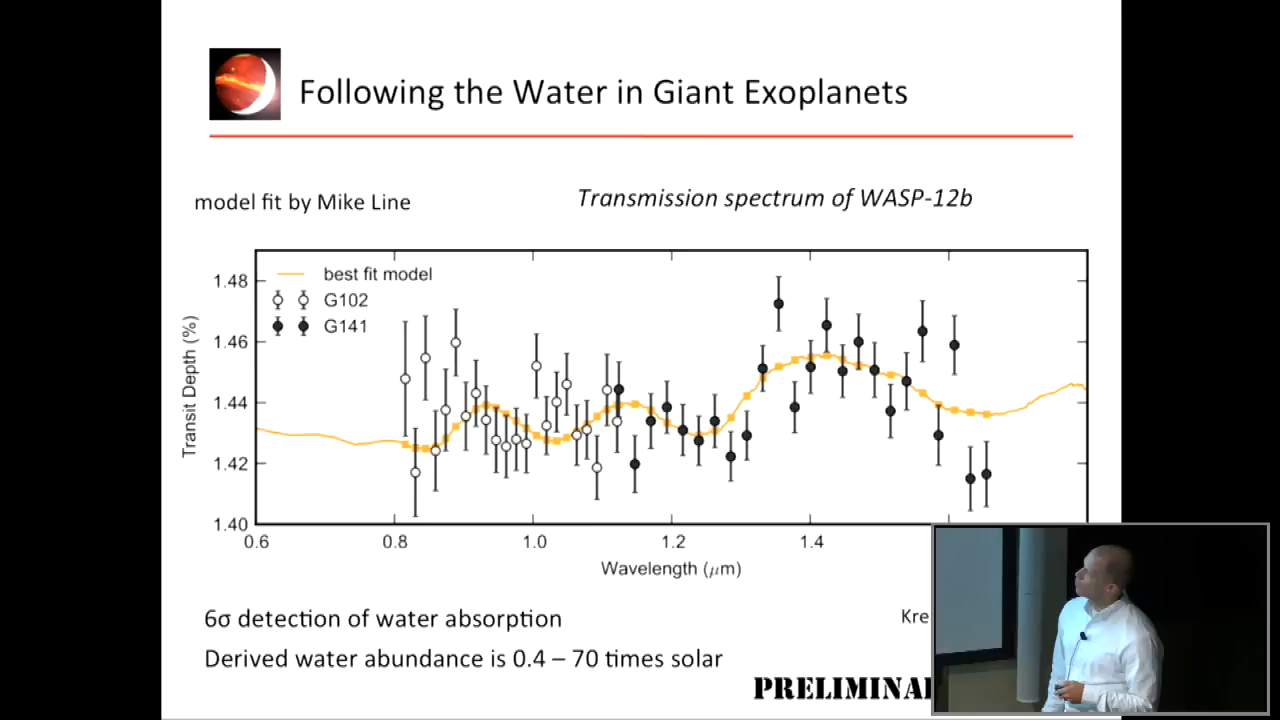 Following the Water in Giant Exoplanets
model fit by Mike Line
Transmission spectrum of WASP-12b
best fit model
G102
G141
Transit Depth (%)
1.48
1.46
1.44
1.42
1.40
0.6 0.8 1.0 1.2 1.4
Wavelength (μm)
6σ detection of water absorption
Derived water abundance is 0.4 – 70 times solar